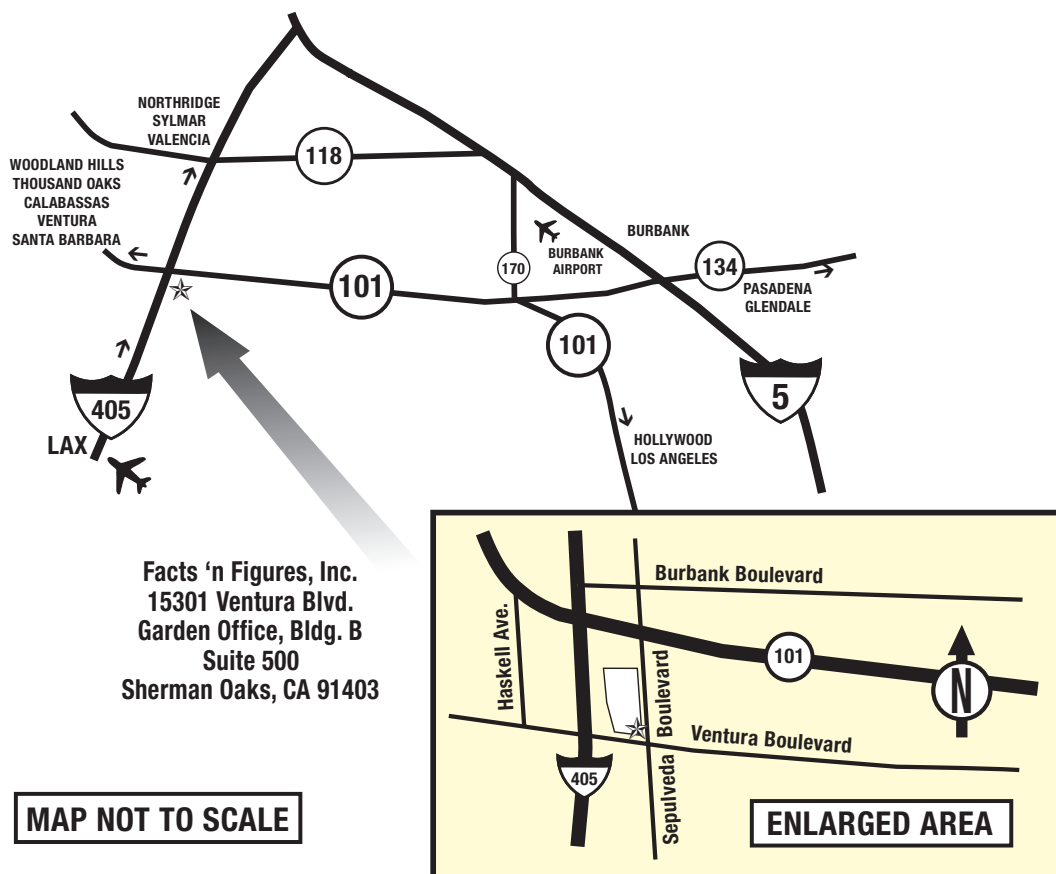 NORTHRIDGE
SYLMAR
VALENCIA
118
WOODLAND HILLS
THOUSAND OAKS
CALABASSAS
VENTURA
SANTA BARBARA
101
170
BURBANK
AIRPORT
BURBANK
134
PASADENA
GLENDALE
101
5
405
LAX
HOLLYWOOD
LOS ANGELES
Facts ‘n Figures, Inc.
15301 Ventura Blvd.
Garden Office, Bldg. B
Suite 500
Sherman Oaks, CA 91403
MAP NOT TO SCALE
Burbank Boulevard
Haskell Ave.
101
N
Sepulveda Boulevard
Ventura Boulevard
405
ENLARGED AREA